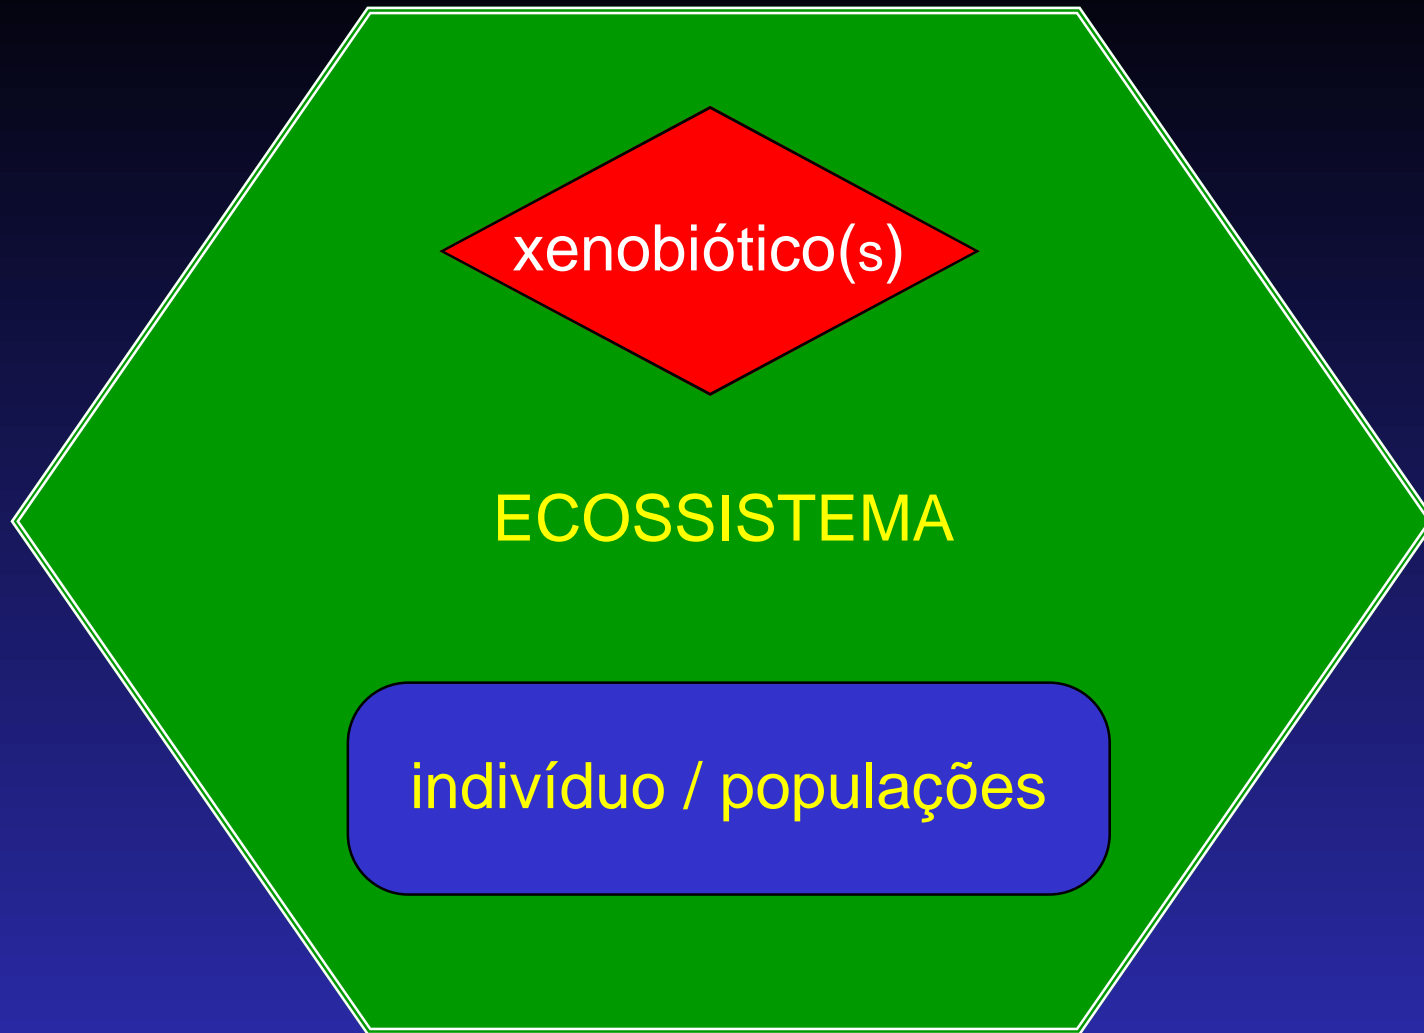 xenobiótico(s)
ECOSSISTEMA
indivíduo / populações